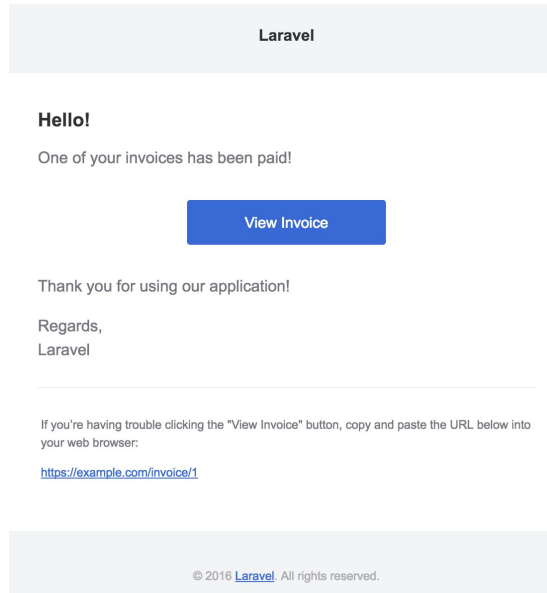 Laravel
Hello!
One of your invoices has been paid!
View Invoice
Thank you for using our application!
Regards,
Laravel
If you’re having trouble clicking the "View Invoice" button, copy and paste the URL below into
your web browser:
https://example.com/invoice/1
© 2016 Laravel. All rights reserved.